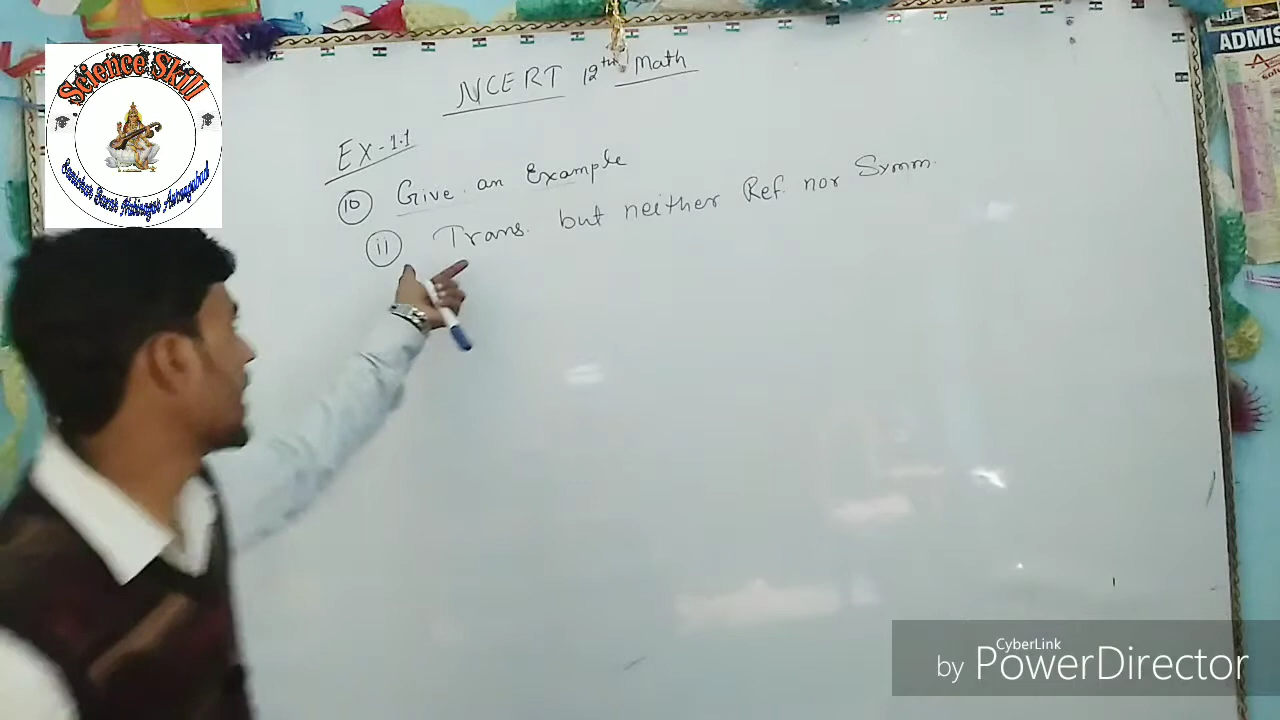 Science Skill
NCERT 12th Math
Ex-1.1
10 Give an Example
ii Trans. but neither Ref. nor Symm.
ADMIS
CyberLink
by PowerDirector